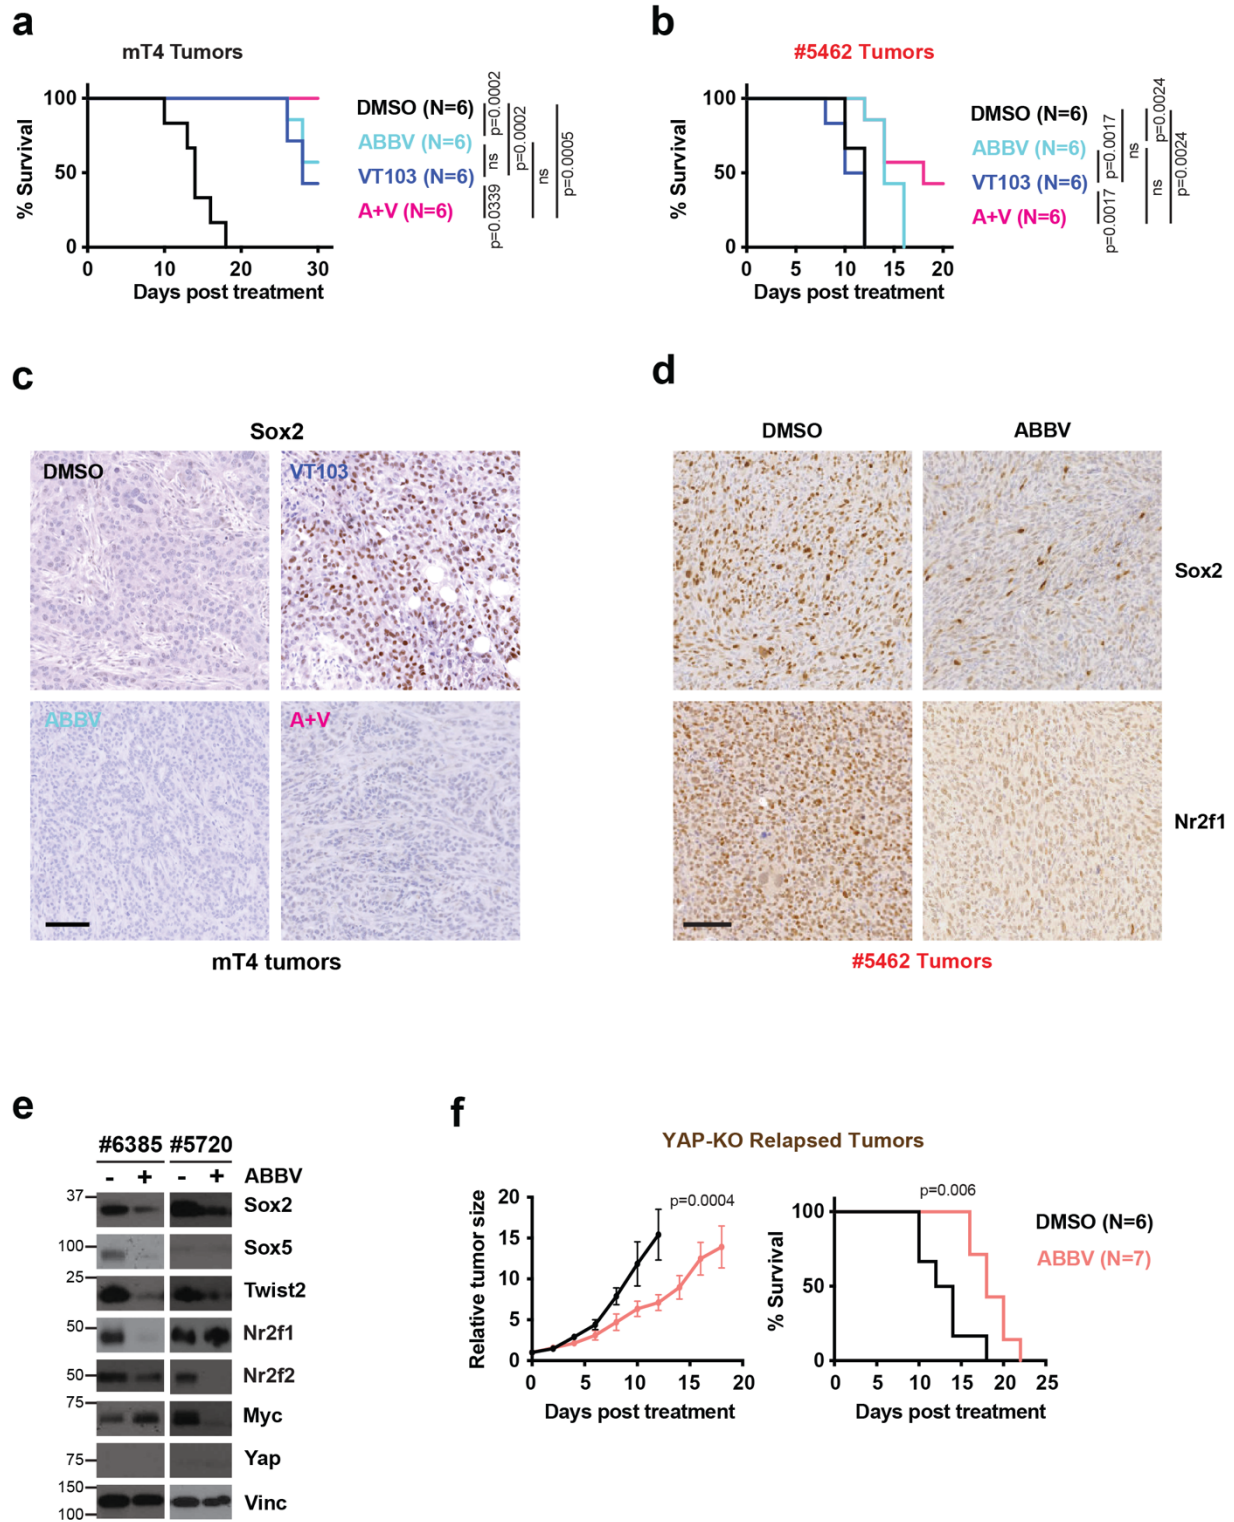 a
mT4 Tumors
% Survival
100
50
0
0 10 20 30
Days post treatment
DMSO (N=6)
ABBV (N=6)
VT103 (N=6)
A+V (N=6)
p=0.0002
ns
p=0.0339
p=0.0002
ns
p=0.0005
b
#5462 Tumors
% Survival
100
50
0
0 5 10 15 20
Days post treatment
DMSO (N=6)
ABBV (N=6)
VT103 (N=6)
A+V (N=6)
p=0.0017
p=0.0017
ns
p=0.0024
ns
p=0.0024
c
Sox2
DMSO
VT103
ABBV
A+V
mT4 tumors
d
DMSO
ABBV
Sox2
Nr2f1
#5462 Tumors
e
#6385 #5720
- + - + ABBV
37
Sox2
100
Sox5
25
Twist2
50
Nr2f1
50
Nr2f2
75
Myc
75
Yap
150
100
Vinc
f
YAP-KO Relapsed Tumors
Relative tumor size
20
15
10
5
0
0 5 10 15 20
Days post treatment
p=0.0004
% Survival
100
50
0
0 5 10 15 20 25
Days post treatment
p=0.006
DMSO (N=6)
ABBV (N=7)